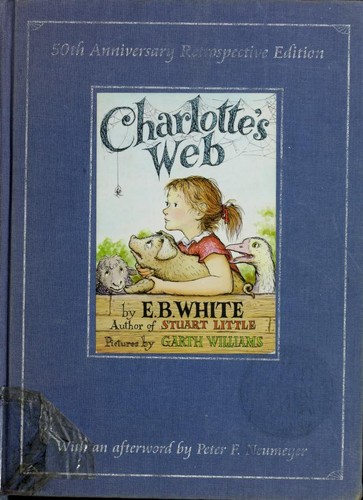 50th Anniversary Retrospective Edition
Charlotte's
Web
by E.B. WHITE
Author of STUART LITTLE
Pictures by GARTH WILLIAMS
With an afterword by Peter F. Neumeyer